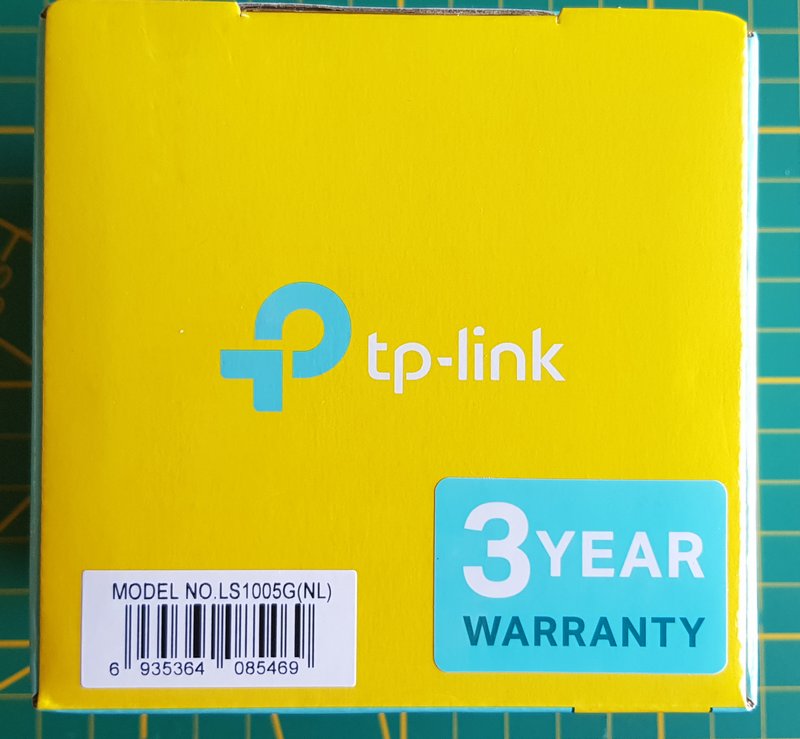 tp-link
3 YEAR
WARRANTY
MODEL NO.LS1005G(NL)
6 935364 085469